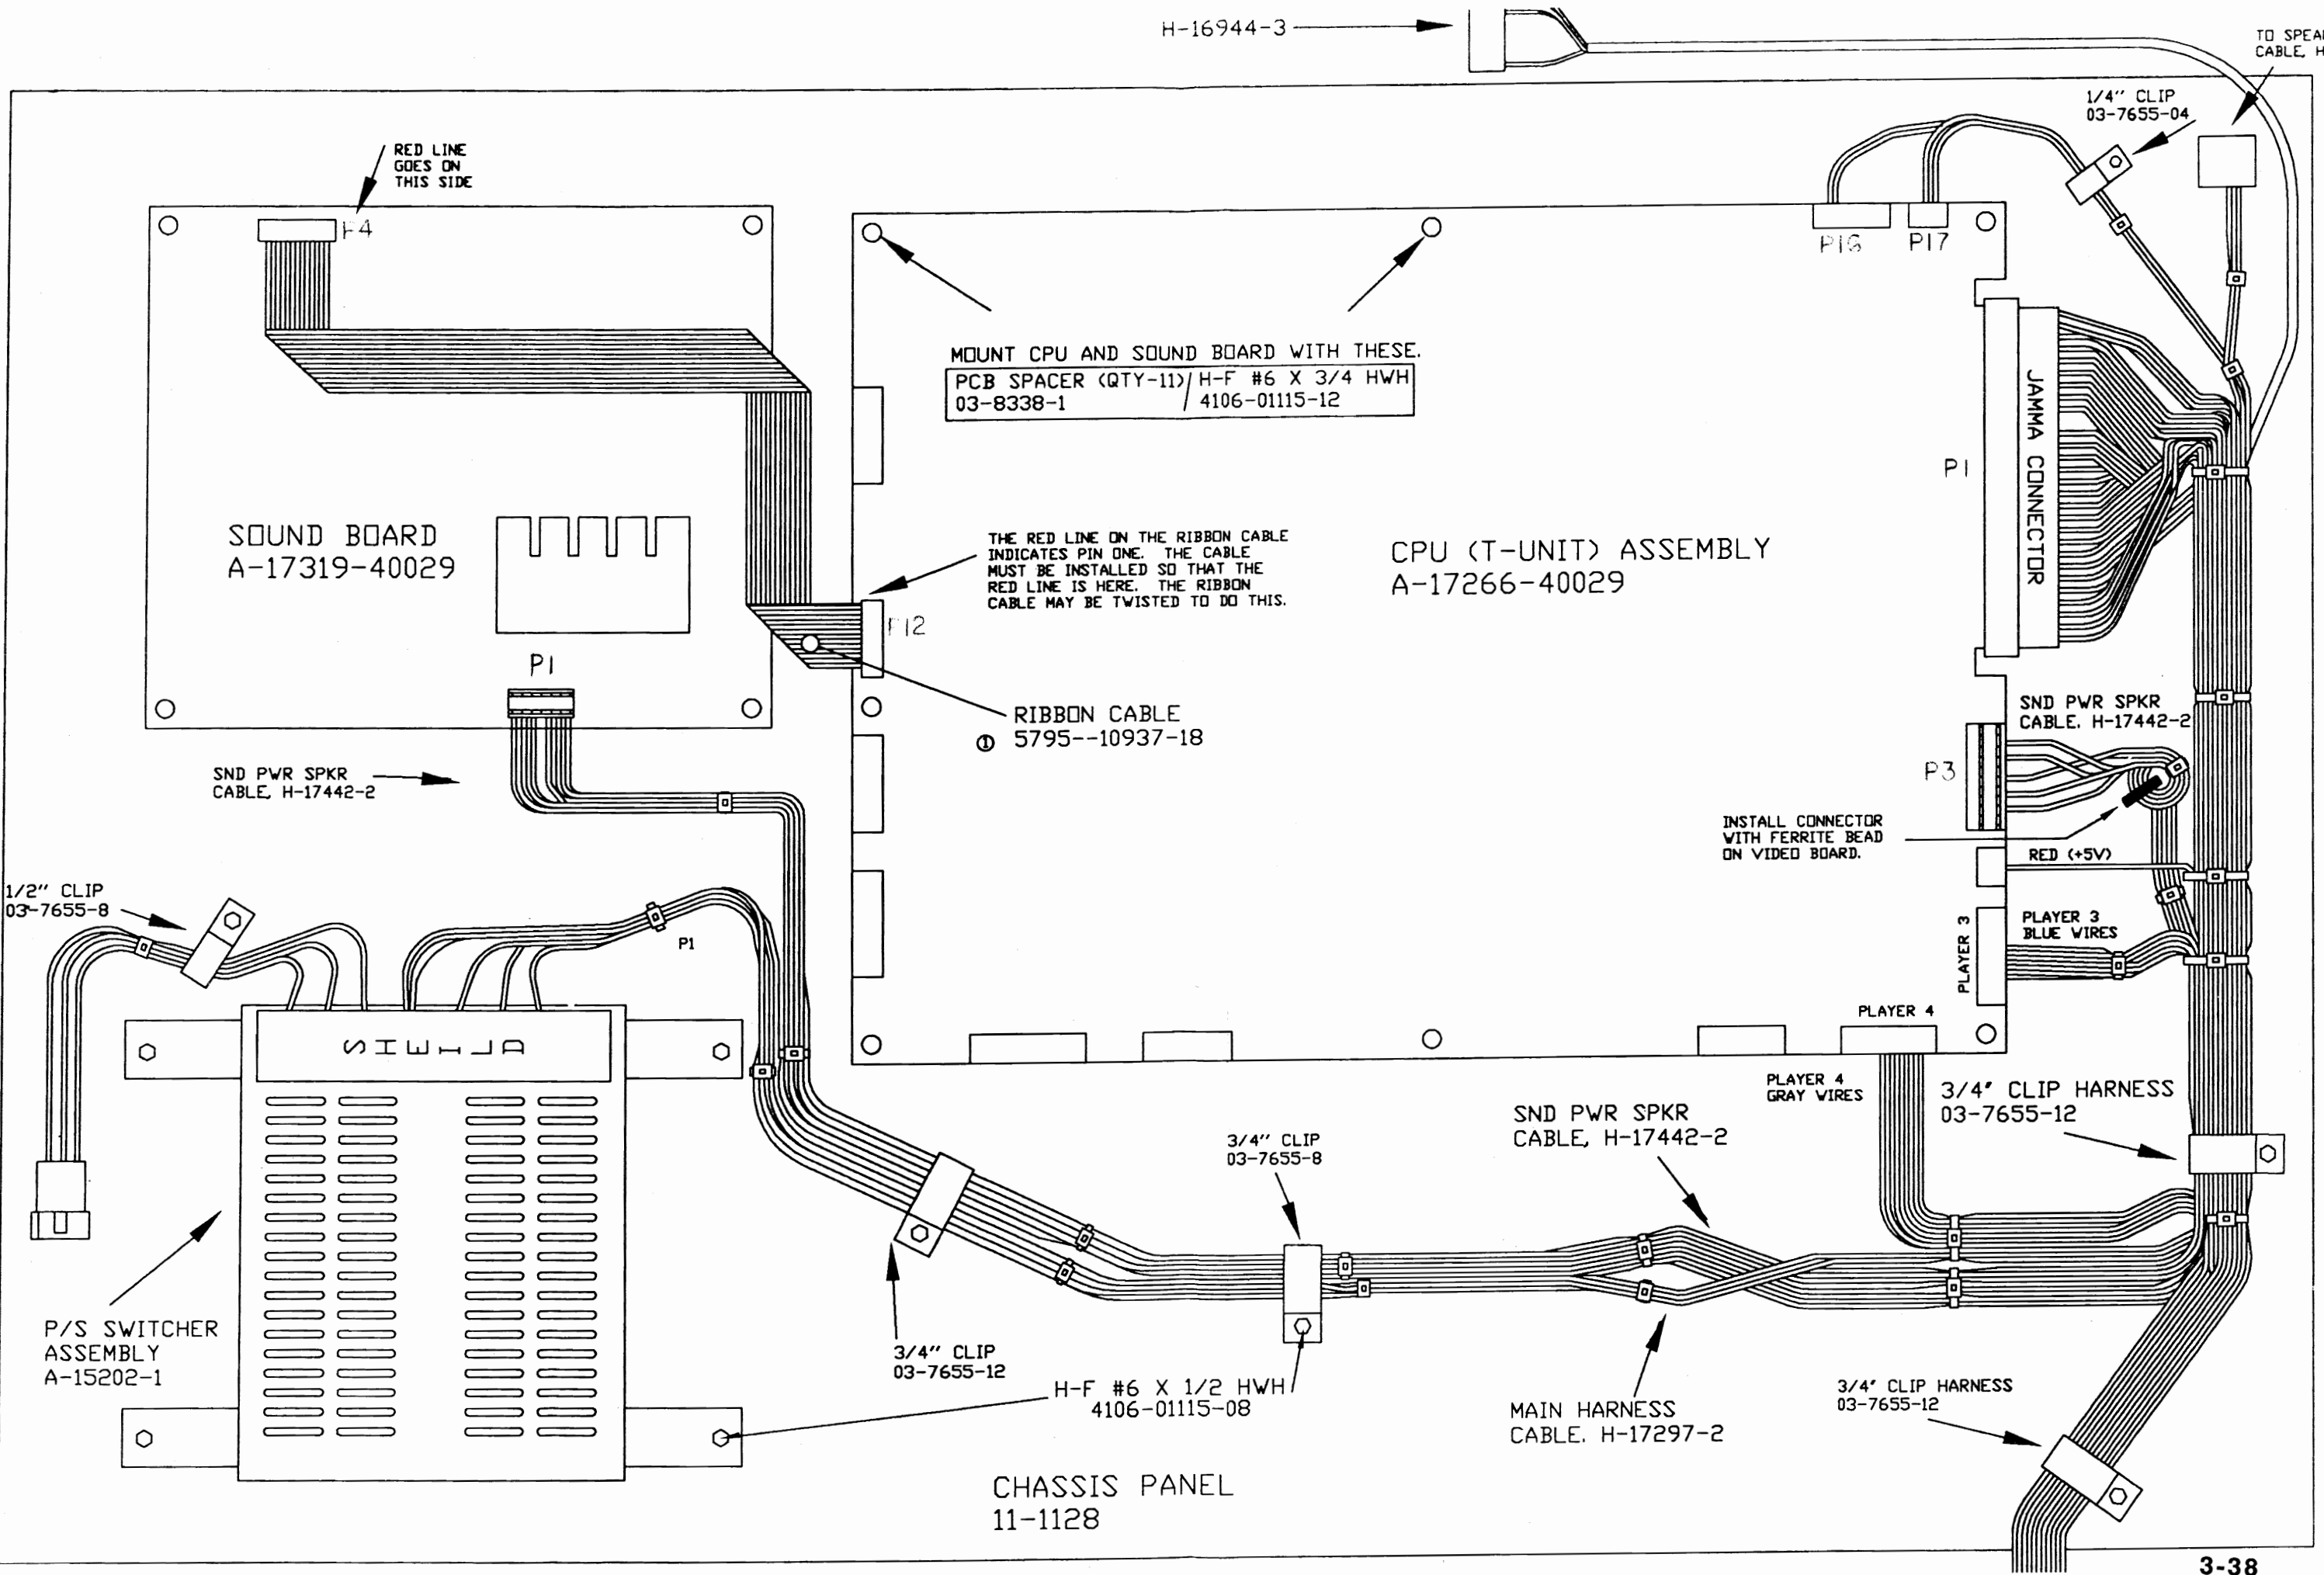 H-16944-3
CABLE, H
1/4" CLIP
03-7655-04
RED LINE
GOES ON
THIS SIDE
P4
P16
P17
MOUNT CPU AND SOUND BOARD WITH THESE.
PCB SPACER (QTY-11)/ H-F #6 X 3/4 HWH
03-8338-1 / 4106-01115-12
JAMMA CONNECTOR
P1
SOUND BOARD
A-17319-40029
THE RED LINE ON THE RIBBON CABLE
INDICATES PIN ONE. THE CABLE
MUST BE INSTALLED SO THAT THE
RED LINE IS HERE. THE RIBBON
CABLE MAY BE TWISTED TO DO THIS.
CPU (T-UNIT) ASSEMBLY
A-17266-40029
P12
P1
RIBBON CABLE
① 5795--10937-18
SND PWR SPKR
CABLE. H-17442-2
P3
SND PWR SPKR
CABLE, H-17442-2
INSTALL CONNECTOR
WITH FERRITE BEAD
ON VIDEO BOARD.
RED (+5V)
1/2" CLIP
03-7655-8
P1
PLAYER 3
PLAYER 3
BLUE WIRES
PLAYER 4
SHEILD
PLAYER 4
GRAY WIRES
3/4" CLIP HARNESS
03-7655-12
SND PWR SPKR
CABLE, H-17442-2
3/4" CLIP
03-7655-8
P/S SWITCHER
ASSEMBLY
A-15202-1
3/4" CLIP
03-7655-12
H-F #6 X 1/2 HWH
4106-01115-08
MAIN HARNESS
CABLE. H-17297-2
3/4" CLIP HARNESS
03-7655-12
CHASSIS PANEL
11-1128
3-38